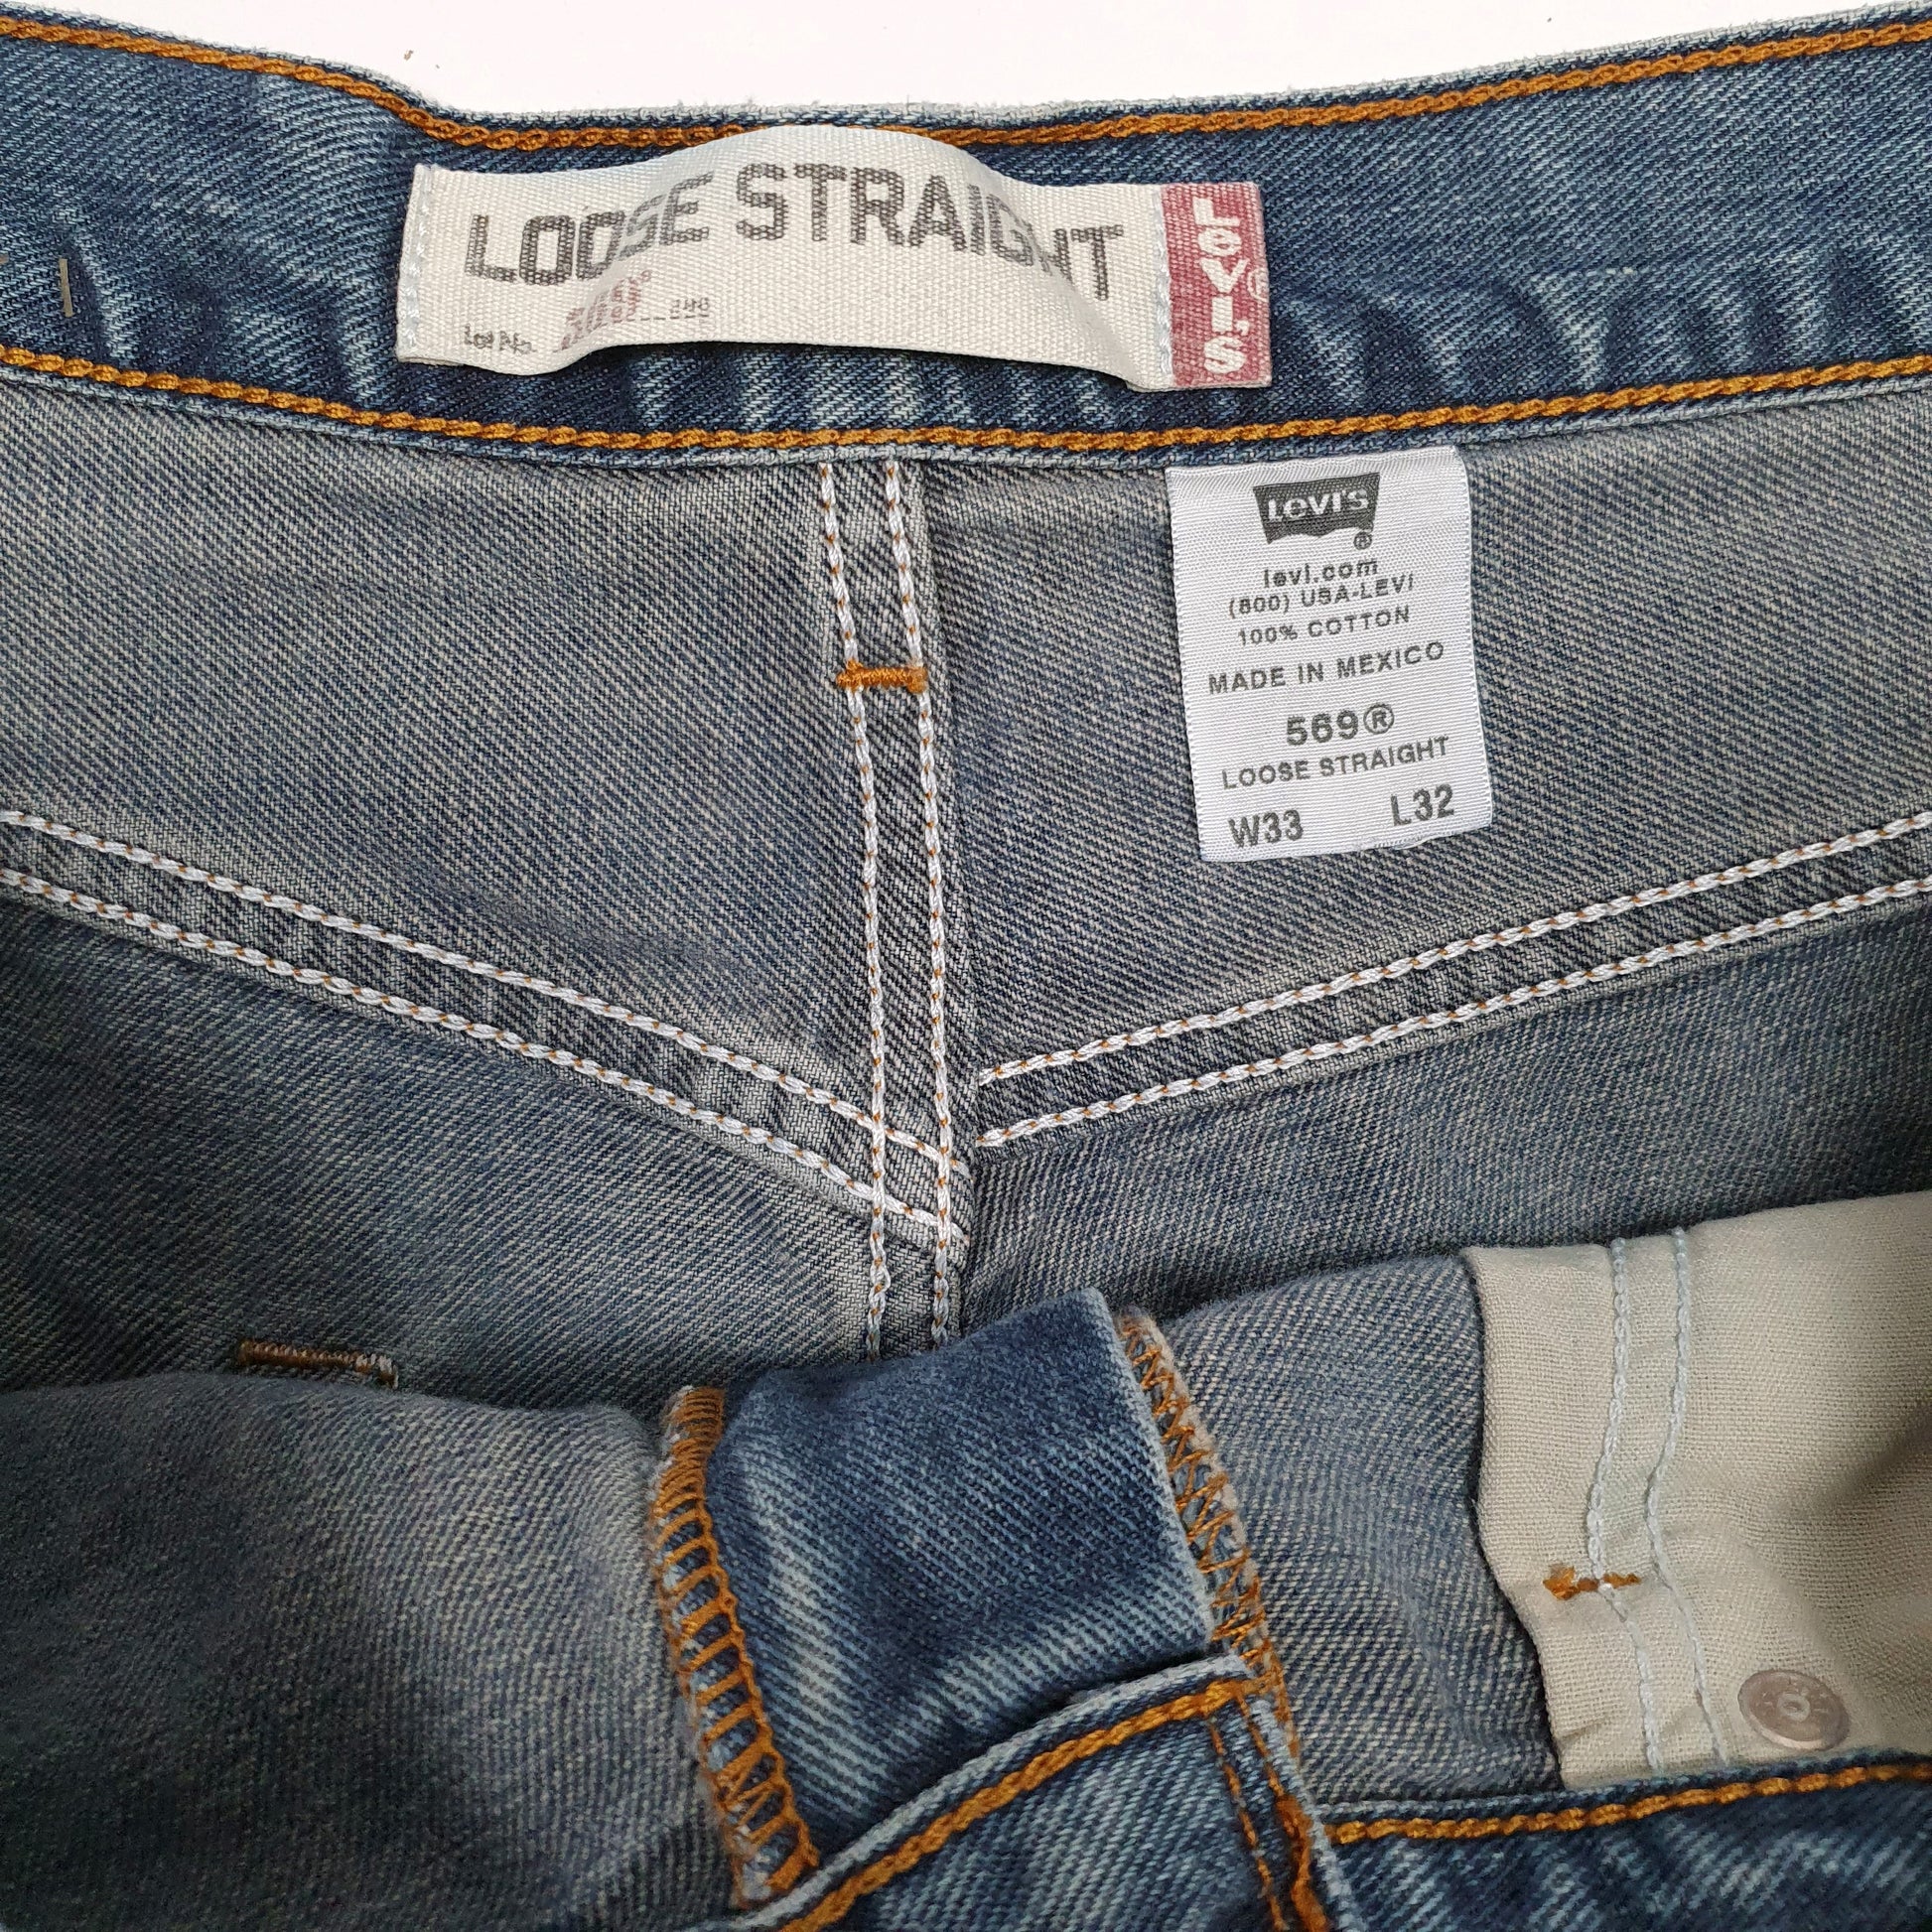 LOOSE STRAIGHT
Lot No.
LEVI'S
LEVI'S
levi.com
(800) USA-LEVI
100% COTTON
MADE IN MEXICO
569®
LOOSE STRAIGHT
W33 L32